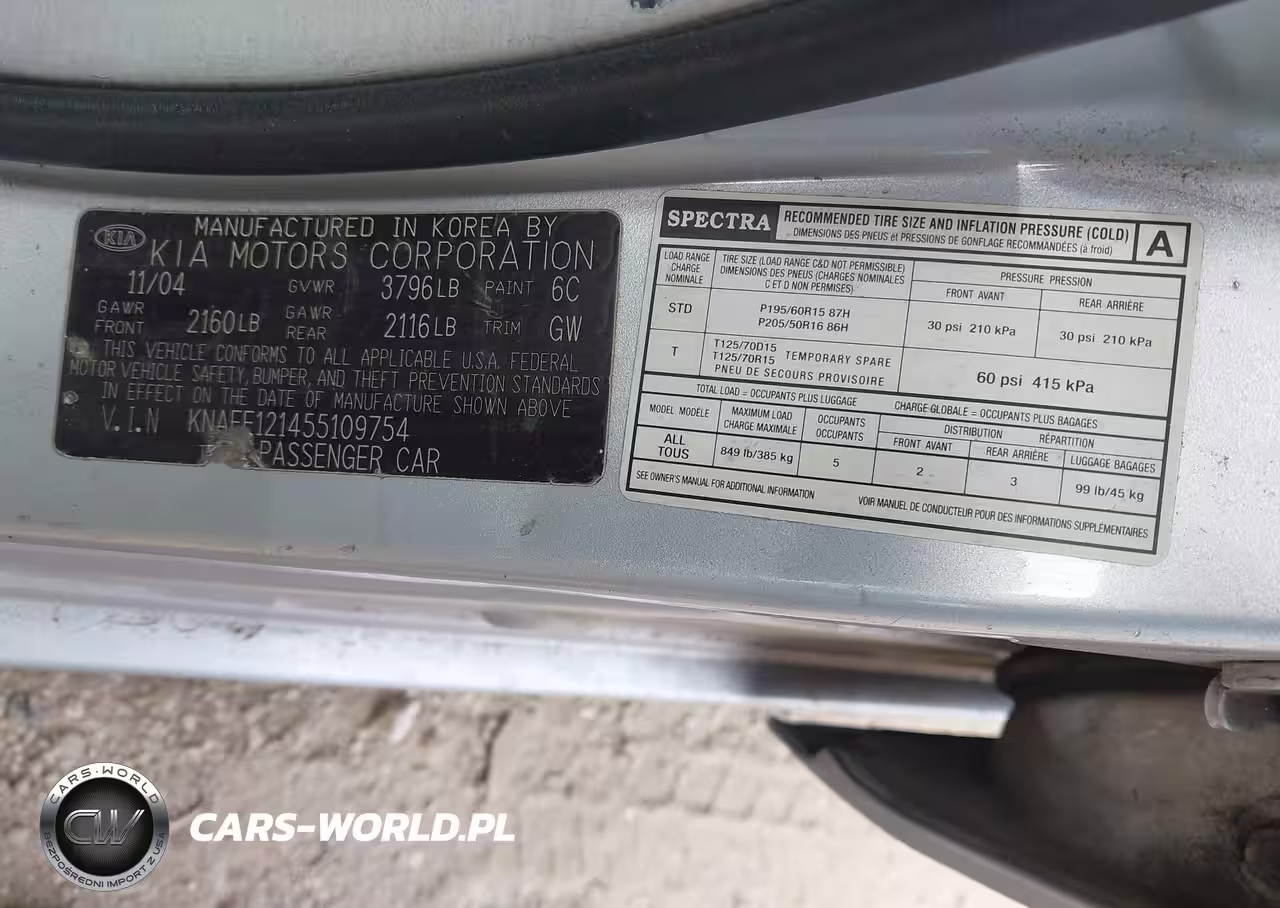 KIA
MANUFACTURED IN KOREA BY
KIA MOTORS CORPORATION
11/04 GVWR 3796LB PAINT 6C
GAWR FRONT 2160LB GAWR REAR 2116LB TRIM GW
THIS VEHICLE CONFORMS TO ALL APPLICABLE U.S.A. FEDERAL
MOTOR VEHICLE SAFETY, BUMPER, AND THEFT PREVENTION STANDARDS
IN EFFECT ON THE DATE OF MANUFACTURE SHOWN ABOVE
V.I.N KNAFE121455109754
PASSENGER CAR
SPECTRA RECOMMENDED TIRE SIZE AND INFLATION PRESSURE (COLD) A
DIMENSIONS DES PNEUS et PRESSIONS DE GONFLAGE RECOMMANDÉES (à froid)
LOAD RANGE
CHARGE
NOMINALE
TIRE SIZE (LOAD RANGE C&D NOT PERMISSIBLE)
DIMENSIONS DES PNEUS (CHARGES NOMINALES
C ET D NON PERMISES)
PRESSURE PRESSION
FRONT AVANT REAR ARRIÈRE
STD P195/60R15 87H
P205/50R16 86H
30 psi 210 kPa 30 psi 210 kPa
T T125/70D15
T125/70R15 TEMPORARY SPARE
PNEU DE SECOURS PROVISOIRE
60 psi 415 kPa
TOTAL LOAD = OCCUPANTS PLUS LUGGAGE CHARGE GLOBALE = OCCUPANTS PLUS BAGAGES
MODEL MODÈLE MAXIMUM LOAD
CHARGE MAXIMALE
OCCUPANTS
OCCUPANTS
DISTRIBUTION RÉPARTITION
FRONT AVANT REAR ARRIÈRE LUGGAGE BAGAGES
ALL
TOUS
849 lb/385 kg 5 2 3 99 lb/45 kg
SEE OWNER'S MANUAL FOR ADDITIONAL INFORMATION VOIR MANUEL DE CONDUCTEUR POUR DES INFORMATIONS SUPPLÉMENTAIRES
CARS-WORLD
CW
BEZPOŚREDNI IMPORT Z USA
CARS-WORLD.PL